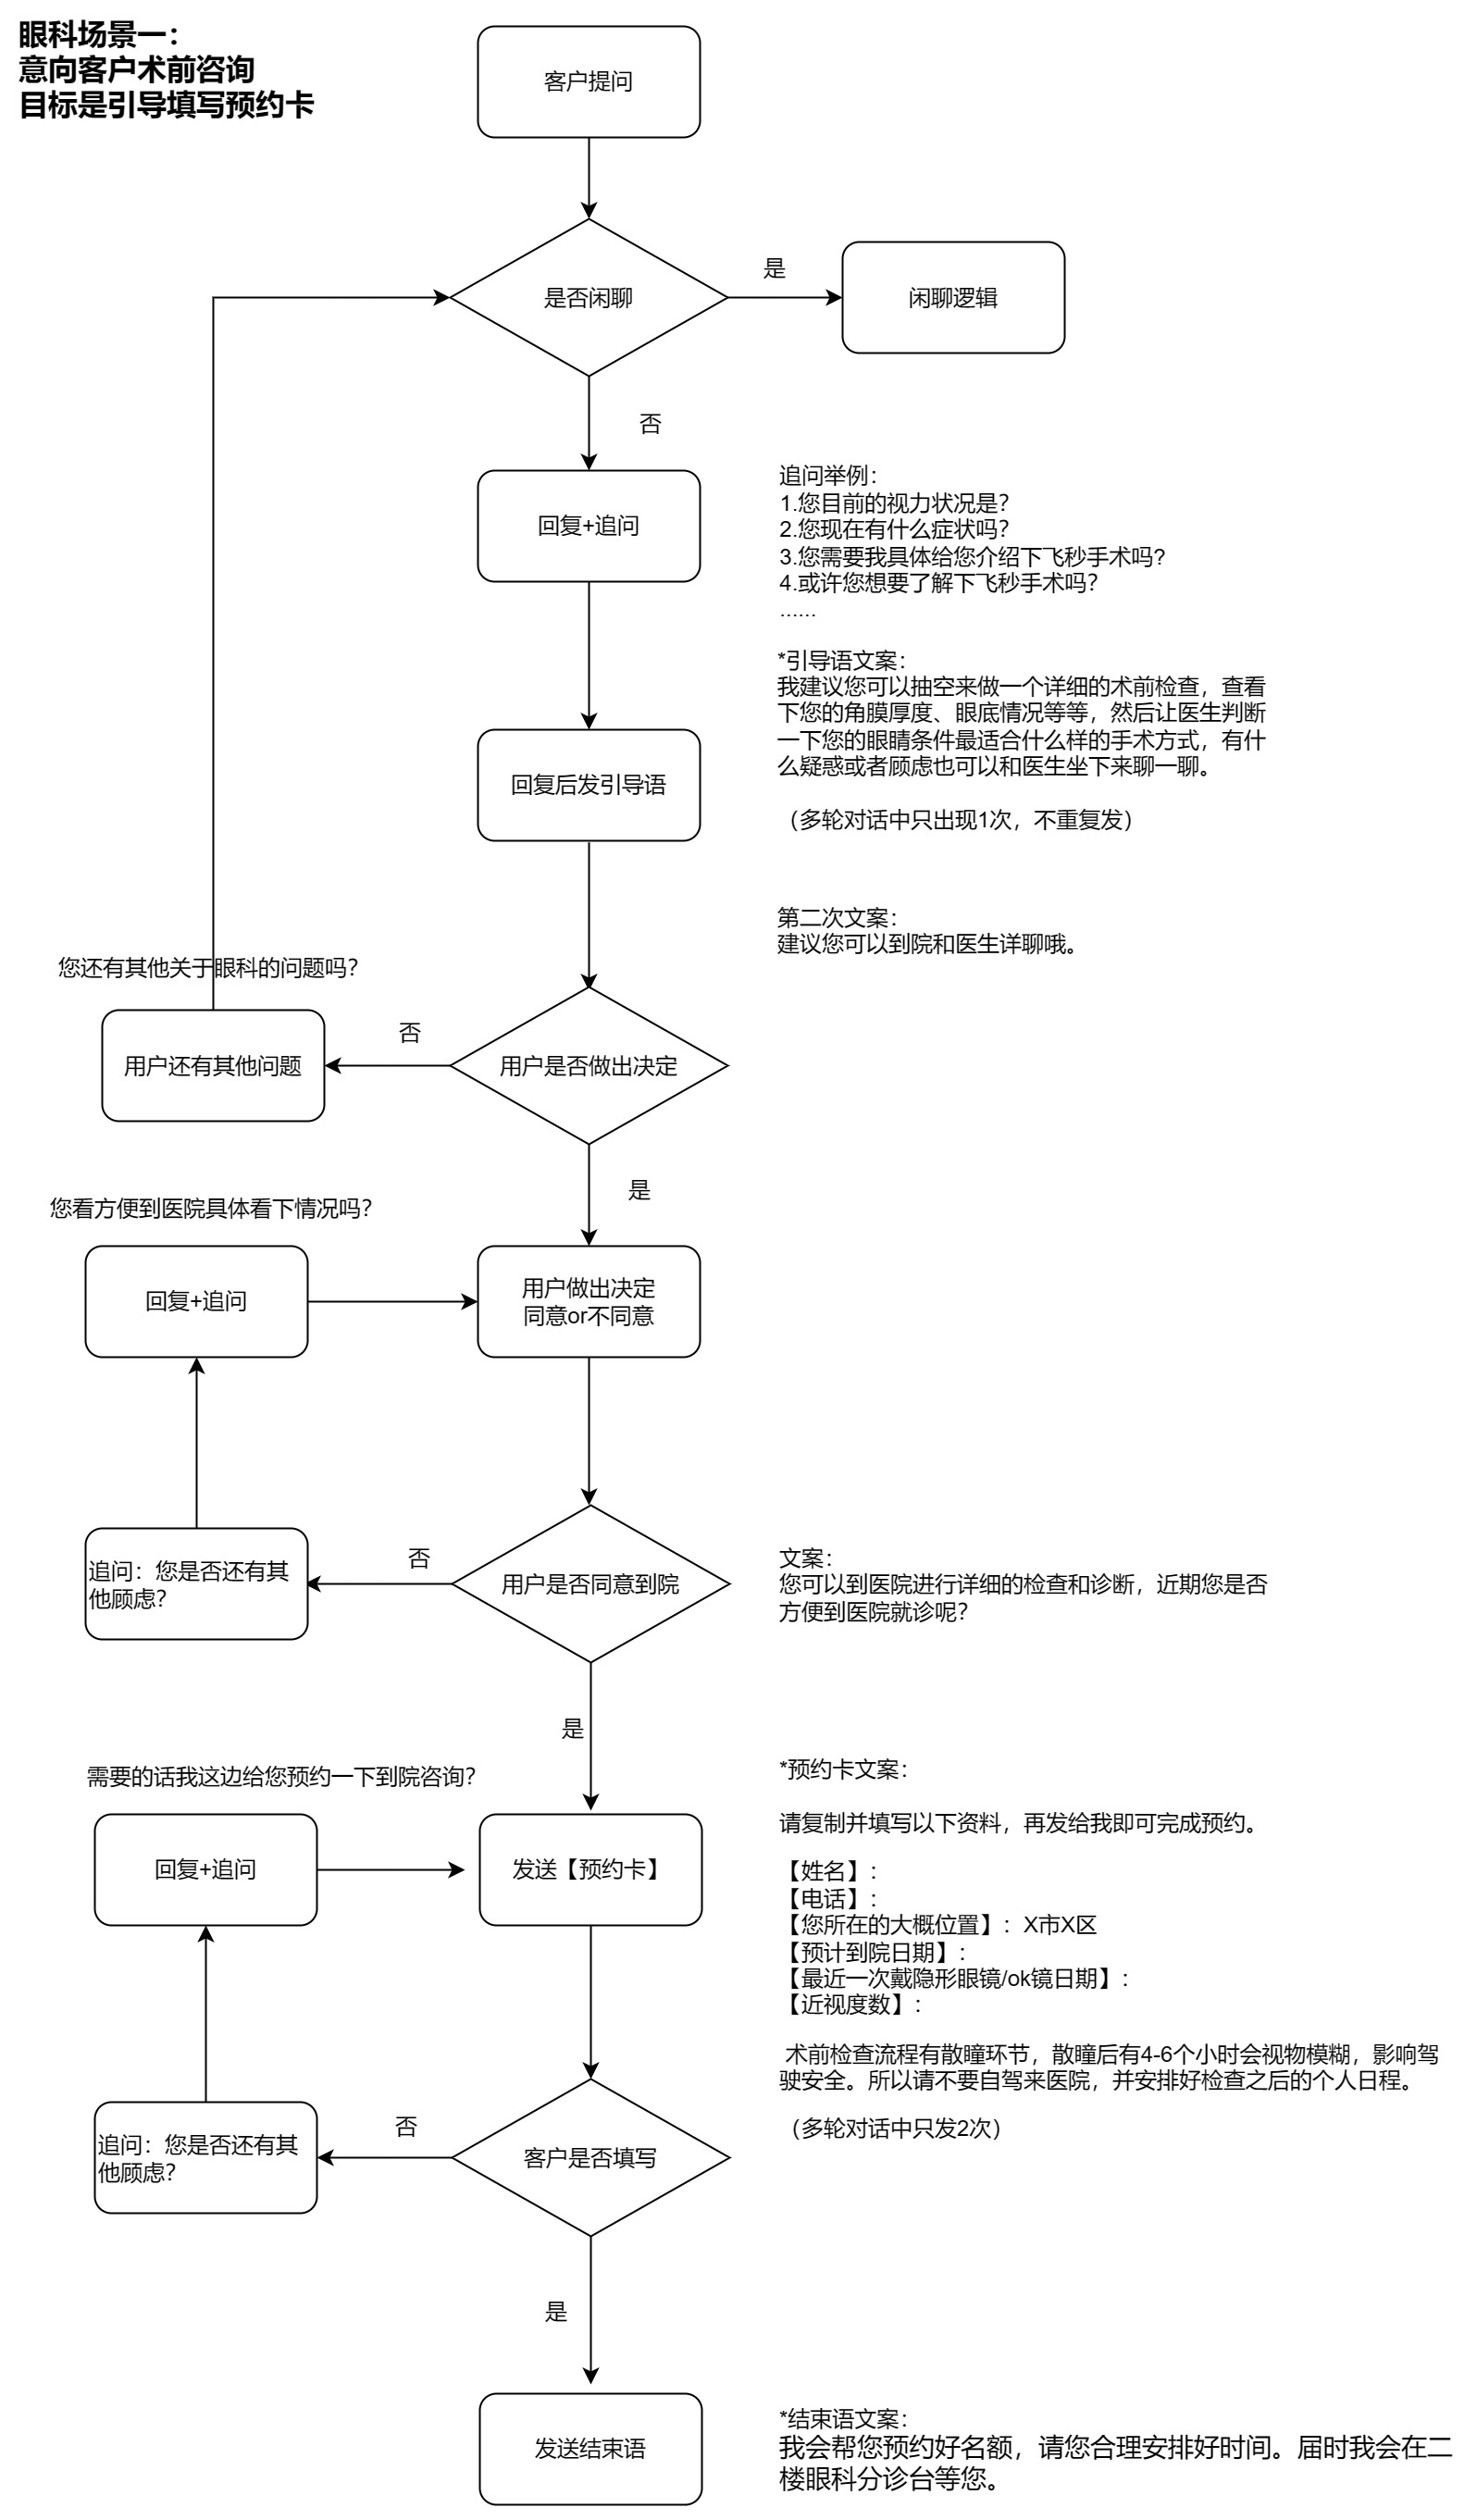 眼科场景一：
意向客户术前咨询
目标是引导填写预约卡
客户提问
是否闲聊
是
闲聊逻辑
否
回复+追问
追问举例：
1.您目前的视力状况是？
2.您现在有什么症状吗？
3.您需要我具体给您介绍下飞秒手术吗？
4.或许您想要了解下飞秒手术吗？
......
*引导语文案：
我建议您可以抽空来做一个详细的术前检查，查看
下您的角膜厚度、眼底情况等等，然后让医生判断
一下您的眼睛条件最适合什么样的手术方式，有什
么疑惑或者顾虑也可以和医生坐下来聊一聊。
（多轮对话中只出现1次，不重复发）
回复后发引导语
第二次文案：
建议您可以到院和医生详聊哦。
您还有其他关于眼科的问题吗？
用户还有其他问题
否
用户是否做出决定
是
您看方便到医院具体看下情况吗？
回复+追问
用户做出决定
同意or不同意
追问：您是否还有其
他顾虑？
否
用户是否同意到院
文案：
您可以到医院进行详细的检查和诊断，近期您是否
方便到医院就诊呢？
是
需要的话我这边给您预约一下到院咨询？
回复+追问
发送【预约卡】
*预约卡文案：
请复制并填写以下资料，再发给我即可完成预约。
【姓名】：
【电话】：
【您所在的大概位置】：X市X区
【预计到院日期】：
【最近一次戴隐形眼镜/ok镜日期】：
【近视度数】：
术前检查流程有散瞳环节，散瞳后有4-6个小时会视物模糊，影响驾
驶安全。所以请不要自驾来医院，并安排好检查之后的个人日程。
（多轮对话中只发2次）
追问：您是否还有其
他顾虑？
否
客户是否填写
是
发送结束语
*结束语文案：
我会帮您预约好名额，请您合理安排好时间。届时我会在二
楼眼科分诊台等您。